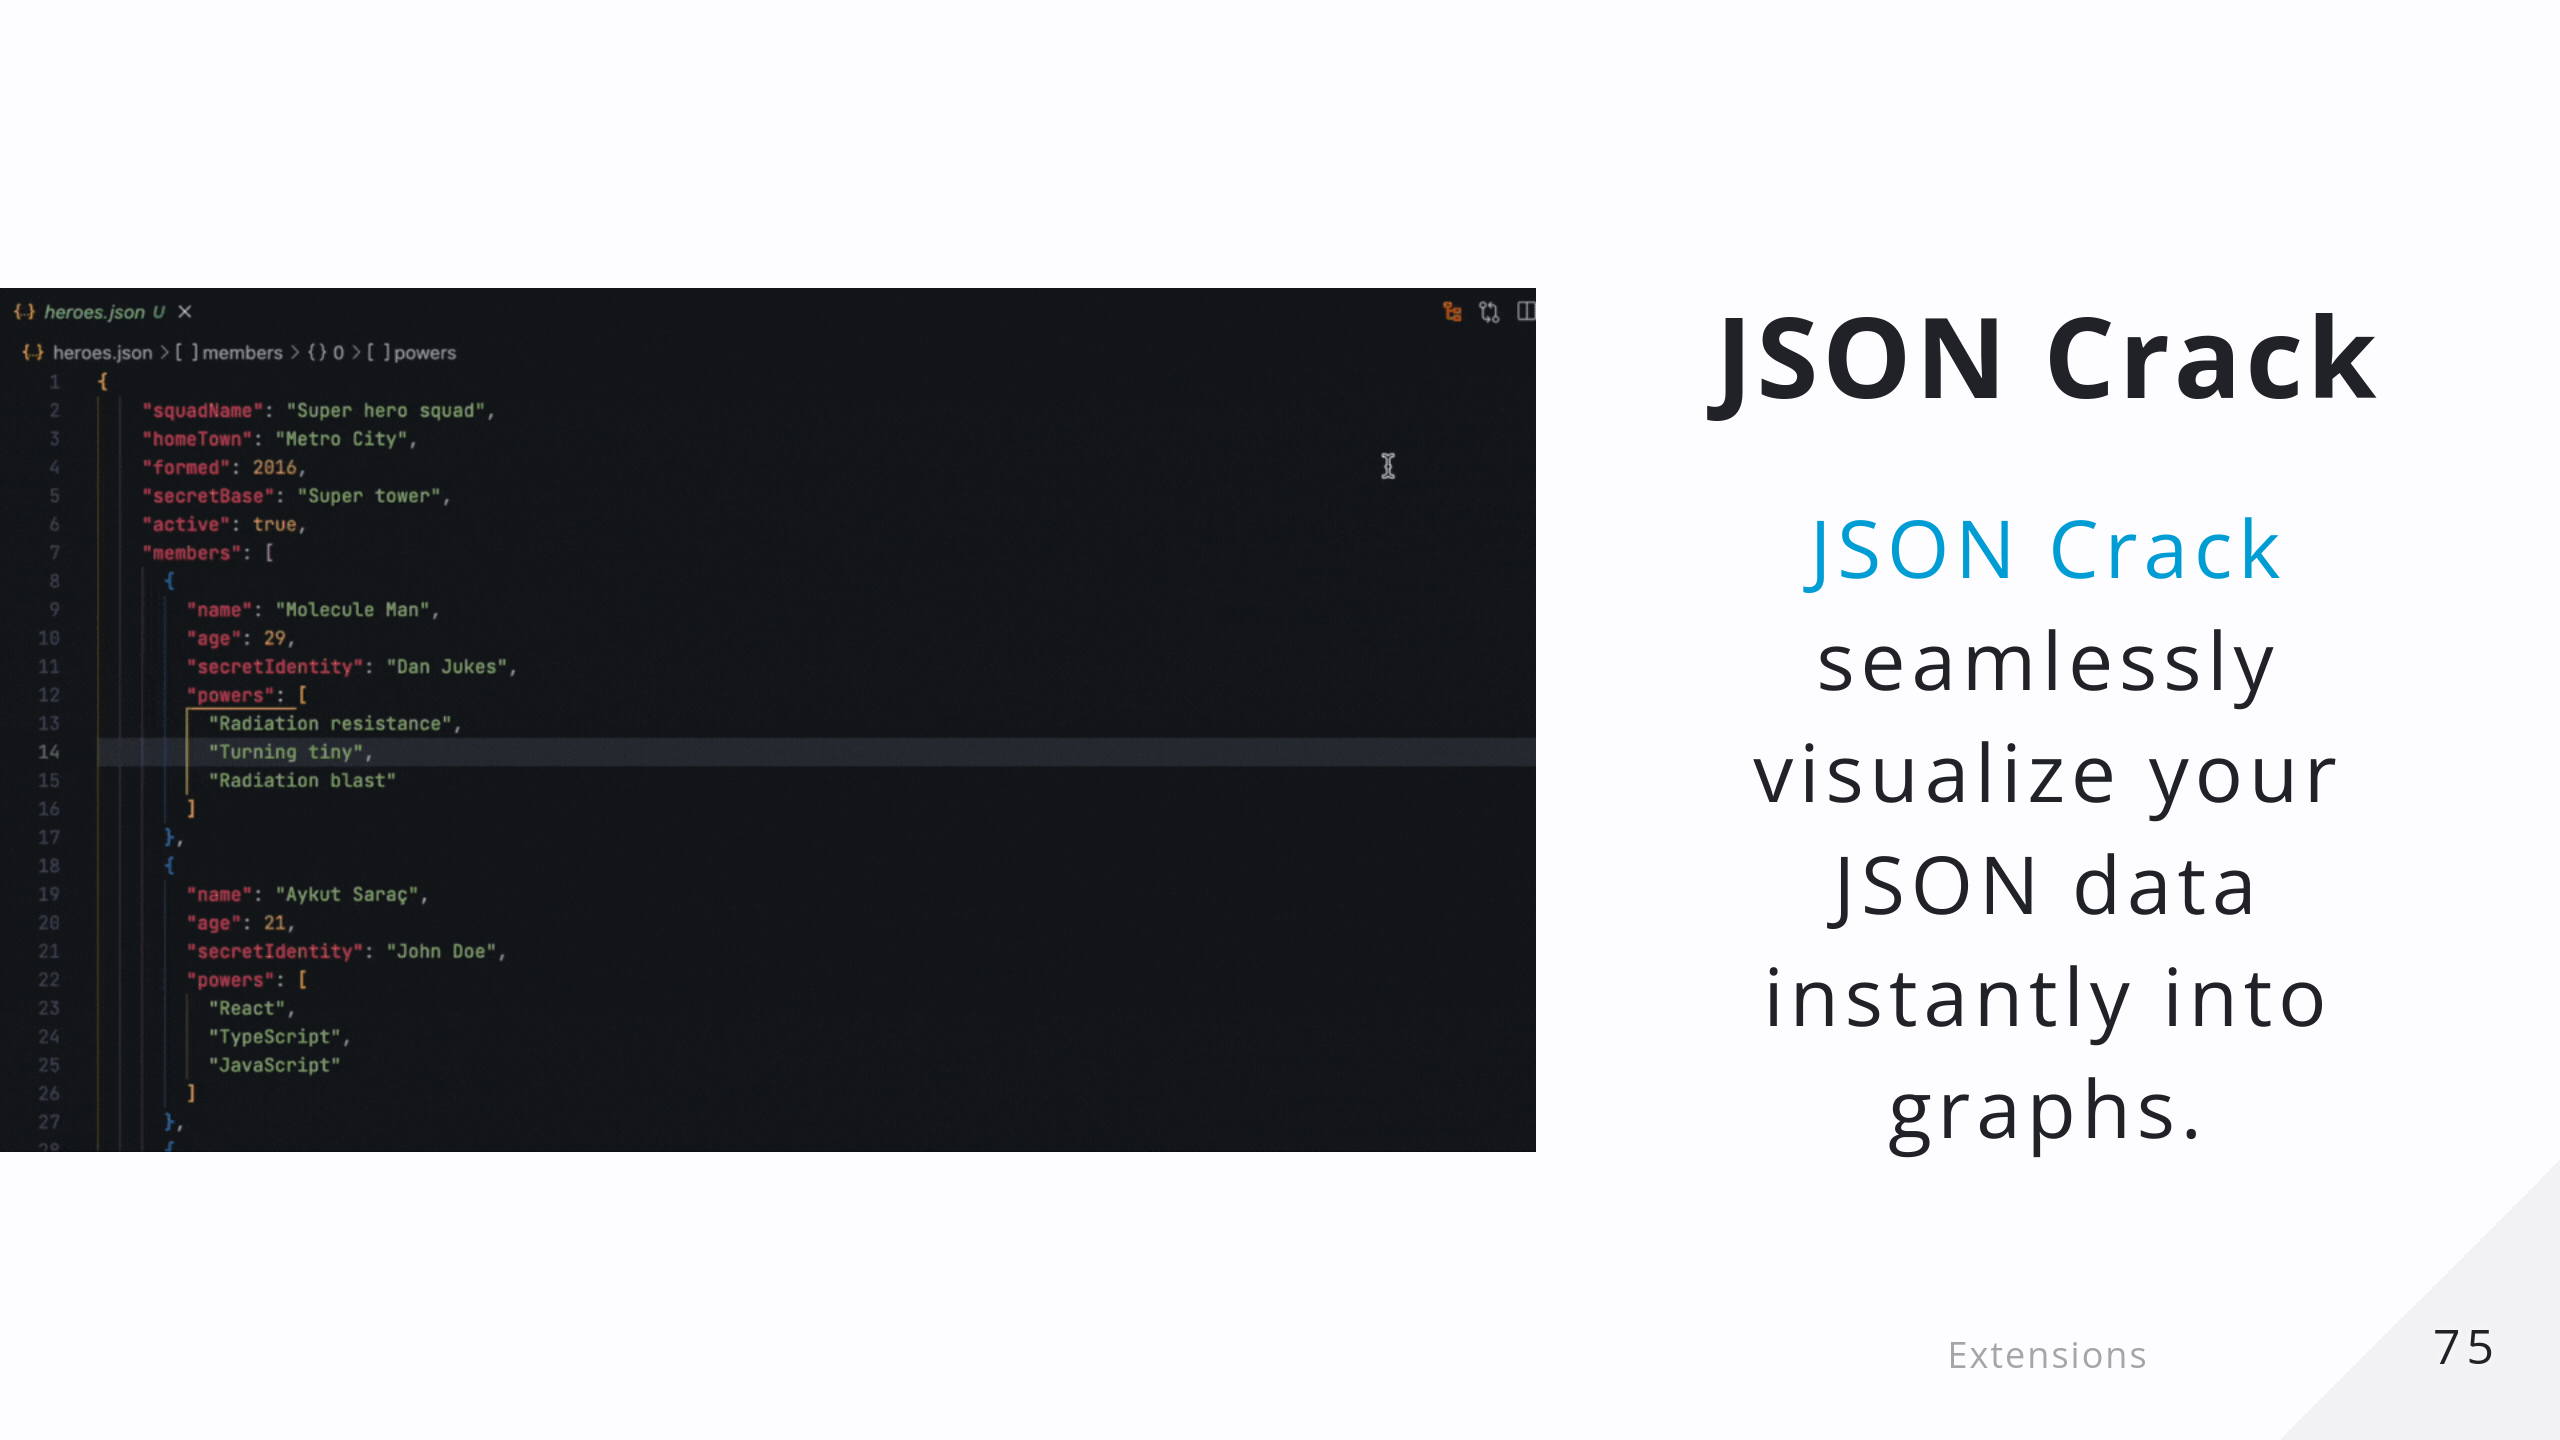 {..} heroes.json U ×
{..} heroes.json > [ ] members > {} 0 > [ ] powers
1 {
2 "squadName": "Super hero squad",
3 "homeTown": "Metro City",
4 "formed": 2016,
5 "secretBase": "Super tower",
6 "active": true,
7 "members": [
8 {
9 "name": "Molecule Man",
10 "age": 29,
11 "secretIdentity": "Dan Jukes",
12 "powers": [
13 "Radiation resistance",
14 "Turning tiny",
15 "Radiation blast"
16 ]
17 },
18 {
19 "name": "Aykut Saraç",
20 "age": 21,
21 "secretIdentity": "John Doe",
22 "powers": [
23 "React",
24 "TypeScript",
25 "JavaScript"
26 ]
27 },
28 {
JSON Crack
JSON Crack
seamlessly
visualize your
JSON data
instantly into
graphs.
Extensions
75